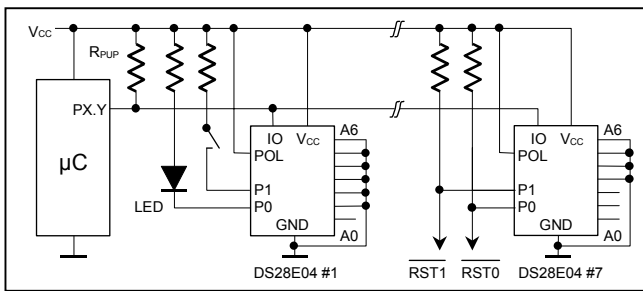 VCC
RPUP
PX.Y
µC
LED
IO
VCC
A6
POL
P1
P0
GND
A0
DS28E04 #1
IO
VCC
A6
POL
P1
P0
GND
A0
RST1
RST0
DS28E04 #7